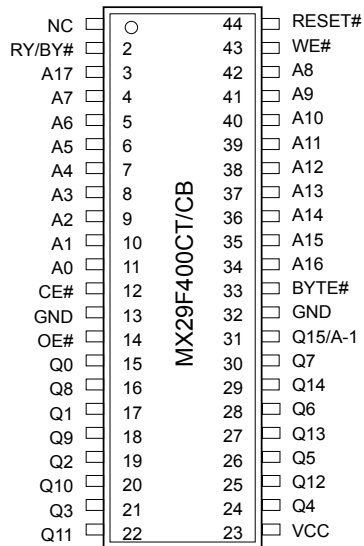 NC 44 RESET#
RY/BY# 2 43 WE#
A17 3 42 A8
A7 4 41 A9
A6 5 40 A10
A5 6 39 A11
A4 7 38 A12
A3 8 37 A13
A2 9 36 A14
A1 10 35 A15
A0 11 34 A16
CE# 12 33 BYTE#
GND 13 32 GND
OE# 14 31 Q15/A-1
Q0 15 30 Q7
Q8 16 29 Q14
Q1 17 28 Q6
Q9 18 27 Q13
Q2 19 26 Q5
Q10 20 25 Q12
Q3 21 24 Q4
Q11 22 23 VCC
MX29F400CT/CB